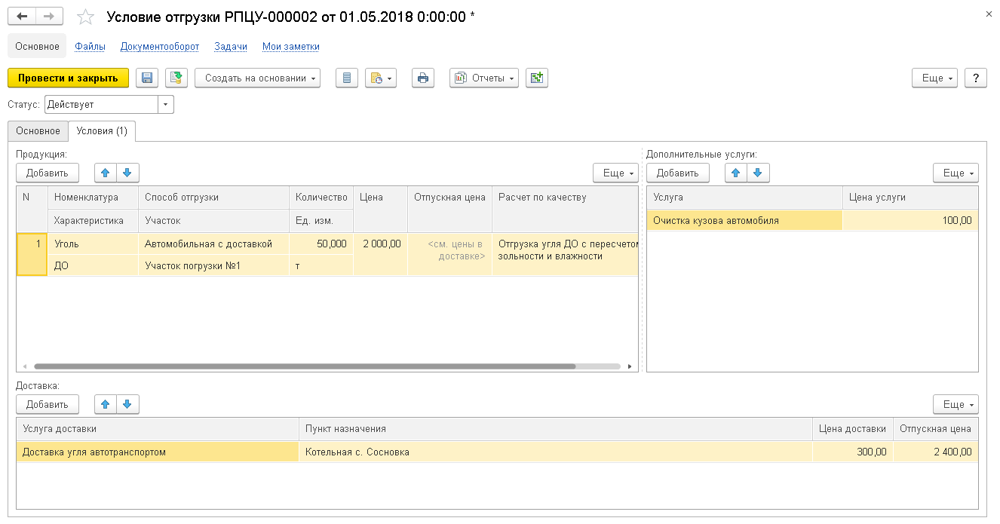 Условие отгрузки РПЦУ-000002 от 01.05.2018 0:00:00 *
Основное Файлы Документооборот Задачи Мои заметки
Провести и закрыть Создать на основании Отчеты Еще ?
Статус: Действует
Основное Условия (1)
Продукция: Дополнительные услуги:
Добавить Еще Добавить Еще
N Номенклатура Способ отгрузки Количество Цена Отпускная цена Расчет по качеству Услуга Цена услуги
Характеристика Участок Ед. изм.
Очистка кузова автомобиля 100,00
1 Уголь Автомобильная с доставкой 50,000 2 000,00 <см. цены в Отгрузка угля ДО с пересчетом
доставке> зольности и влажности
ДО Участок погрузки №1 т
Доставка:
Добавить Еще
Услуга доставки Пункт назначения Цена доставки Отпускная цена
Доставка угля автотранспортом Котельная с. Сосновка 300,00 2 400,00